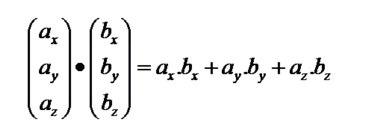 (a_x a_y a_z) • (b_x b_y b_z) = a_x.b_x + a_y.b_y + a_z.b_z